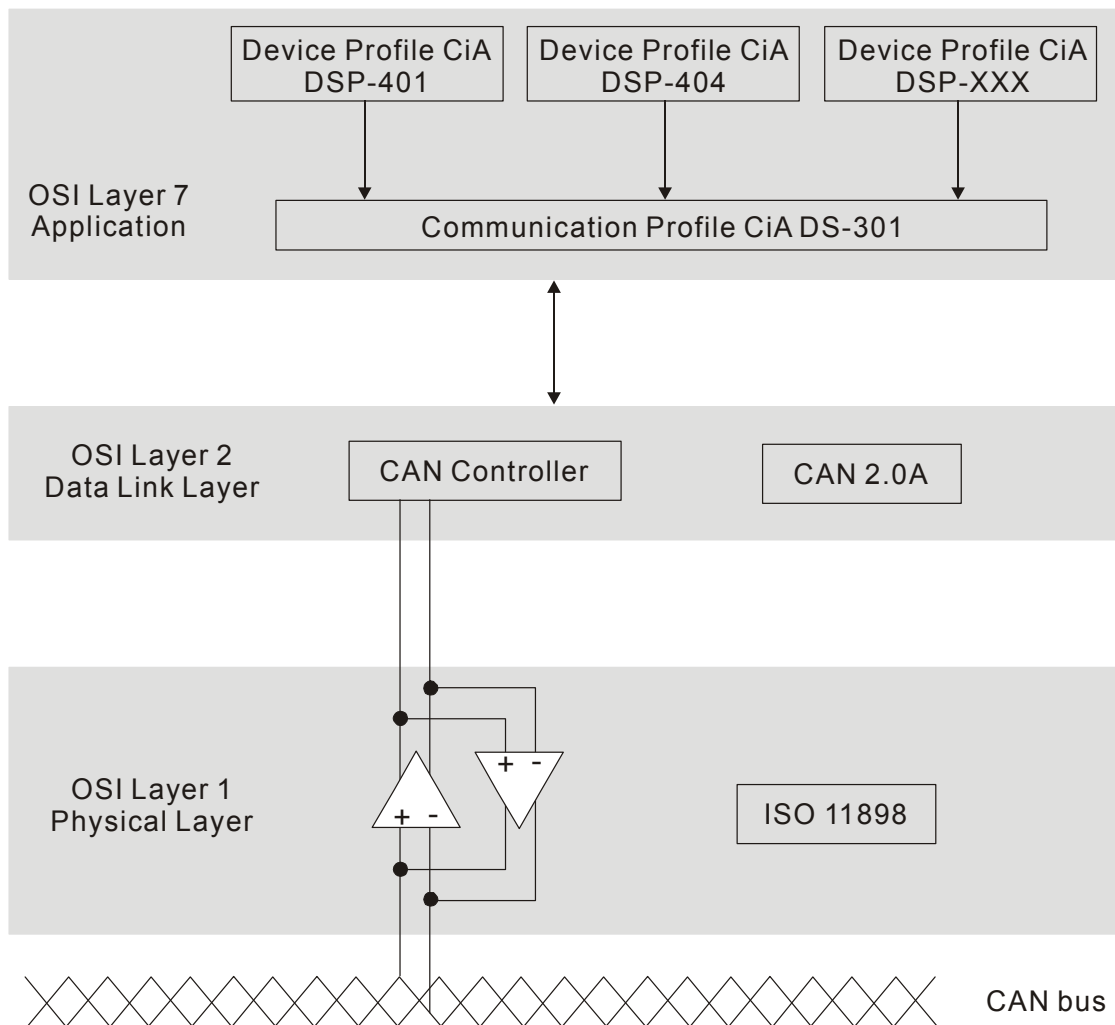 Device Profile CiA
DSP-401
Device Profile CiA
DSP-404
Device Profile CiA
DSP-XXX
OSI Layer 7
Application
Communication Profile CiA DS-301
OSI Layer 2
Data Link Layer
CAN Controller
CAN 2.0A
OSI Layer 1
Physical Layer
+ -
+ -
ISO 11898
CAN bus